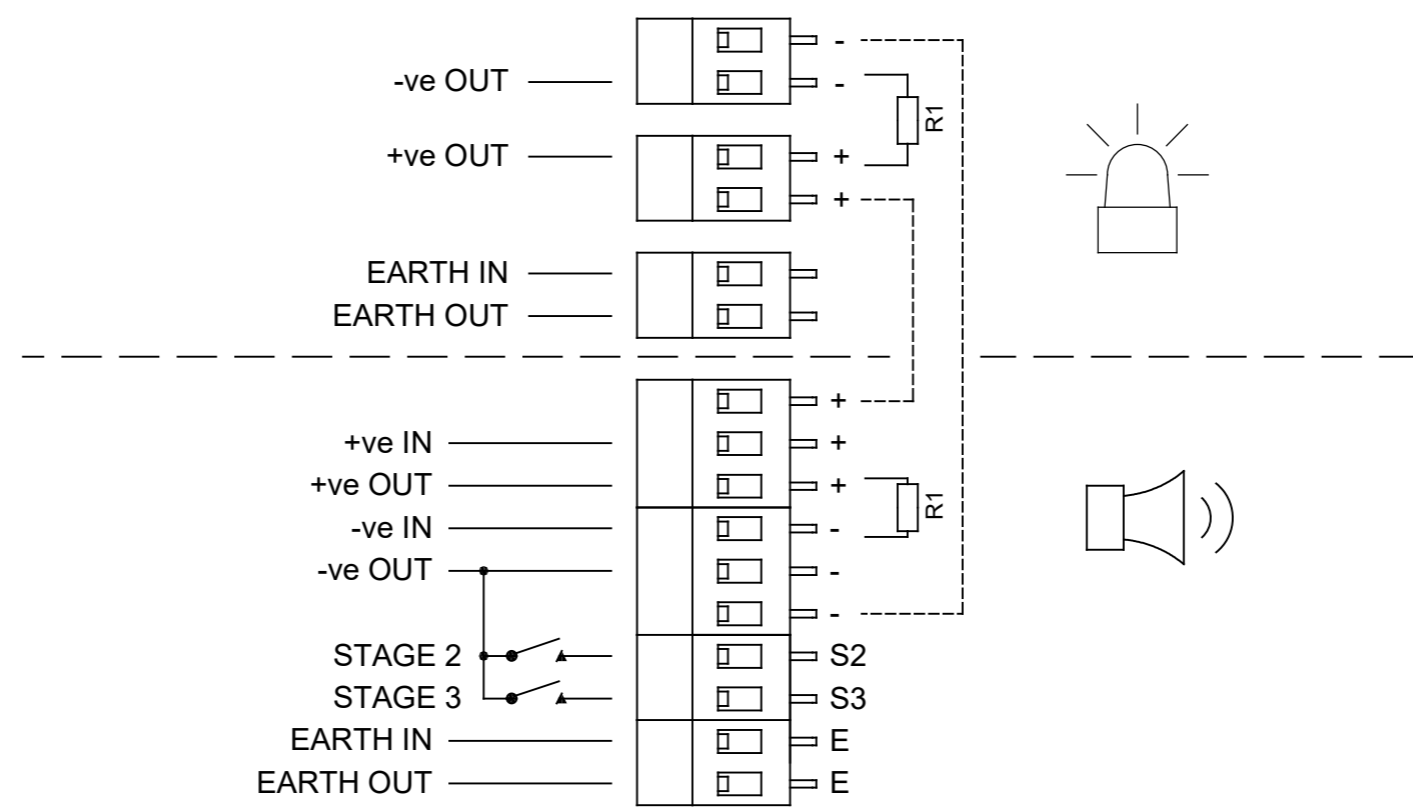 -
-ve OUT -
R1
+ve OUT +
+
EARTH IN
EARTH OUT
+
+ve IN +
+ve OUT +
R1
-ve IN -
-ve OUT -
-
STAGE 2 S2
STAGE 3 S3
EARTH IN E
EARTH OUT E